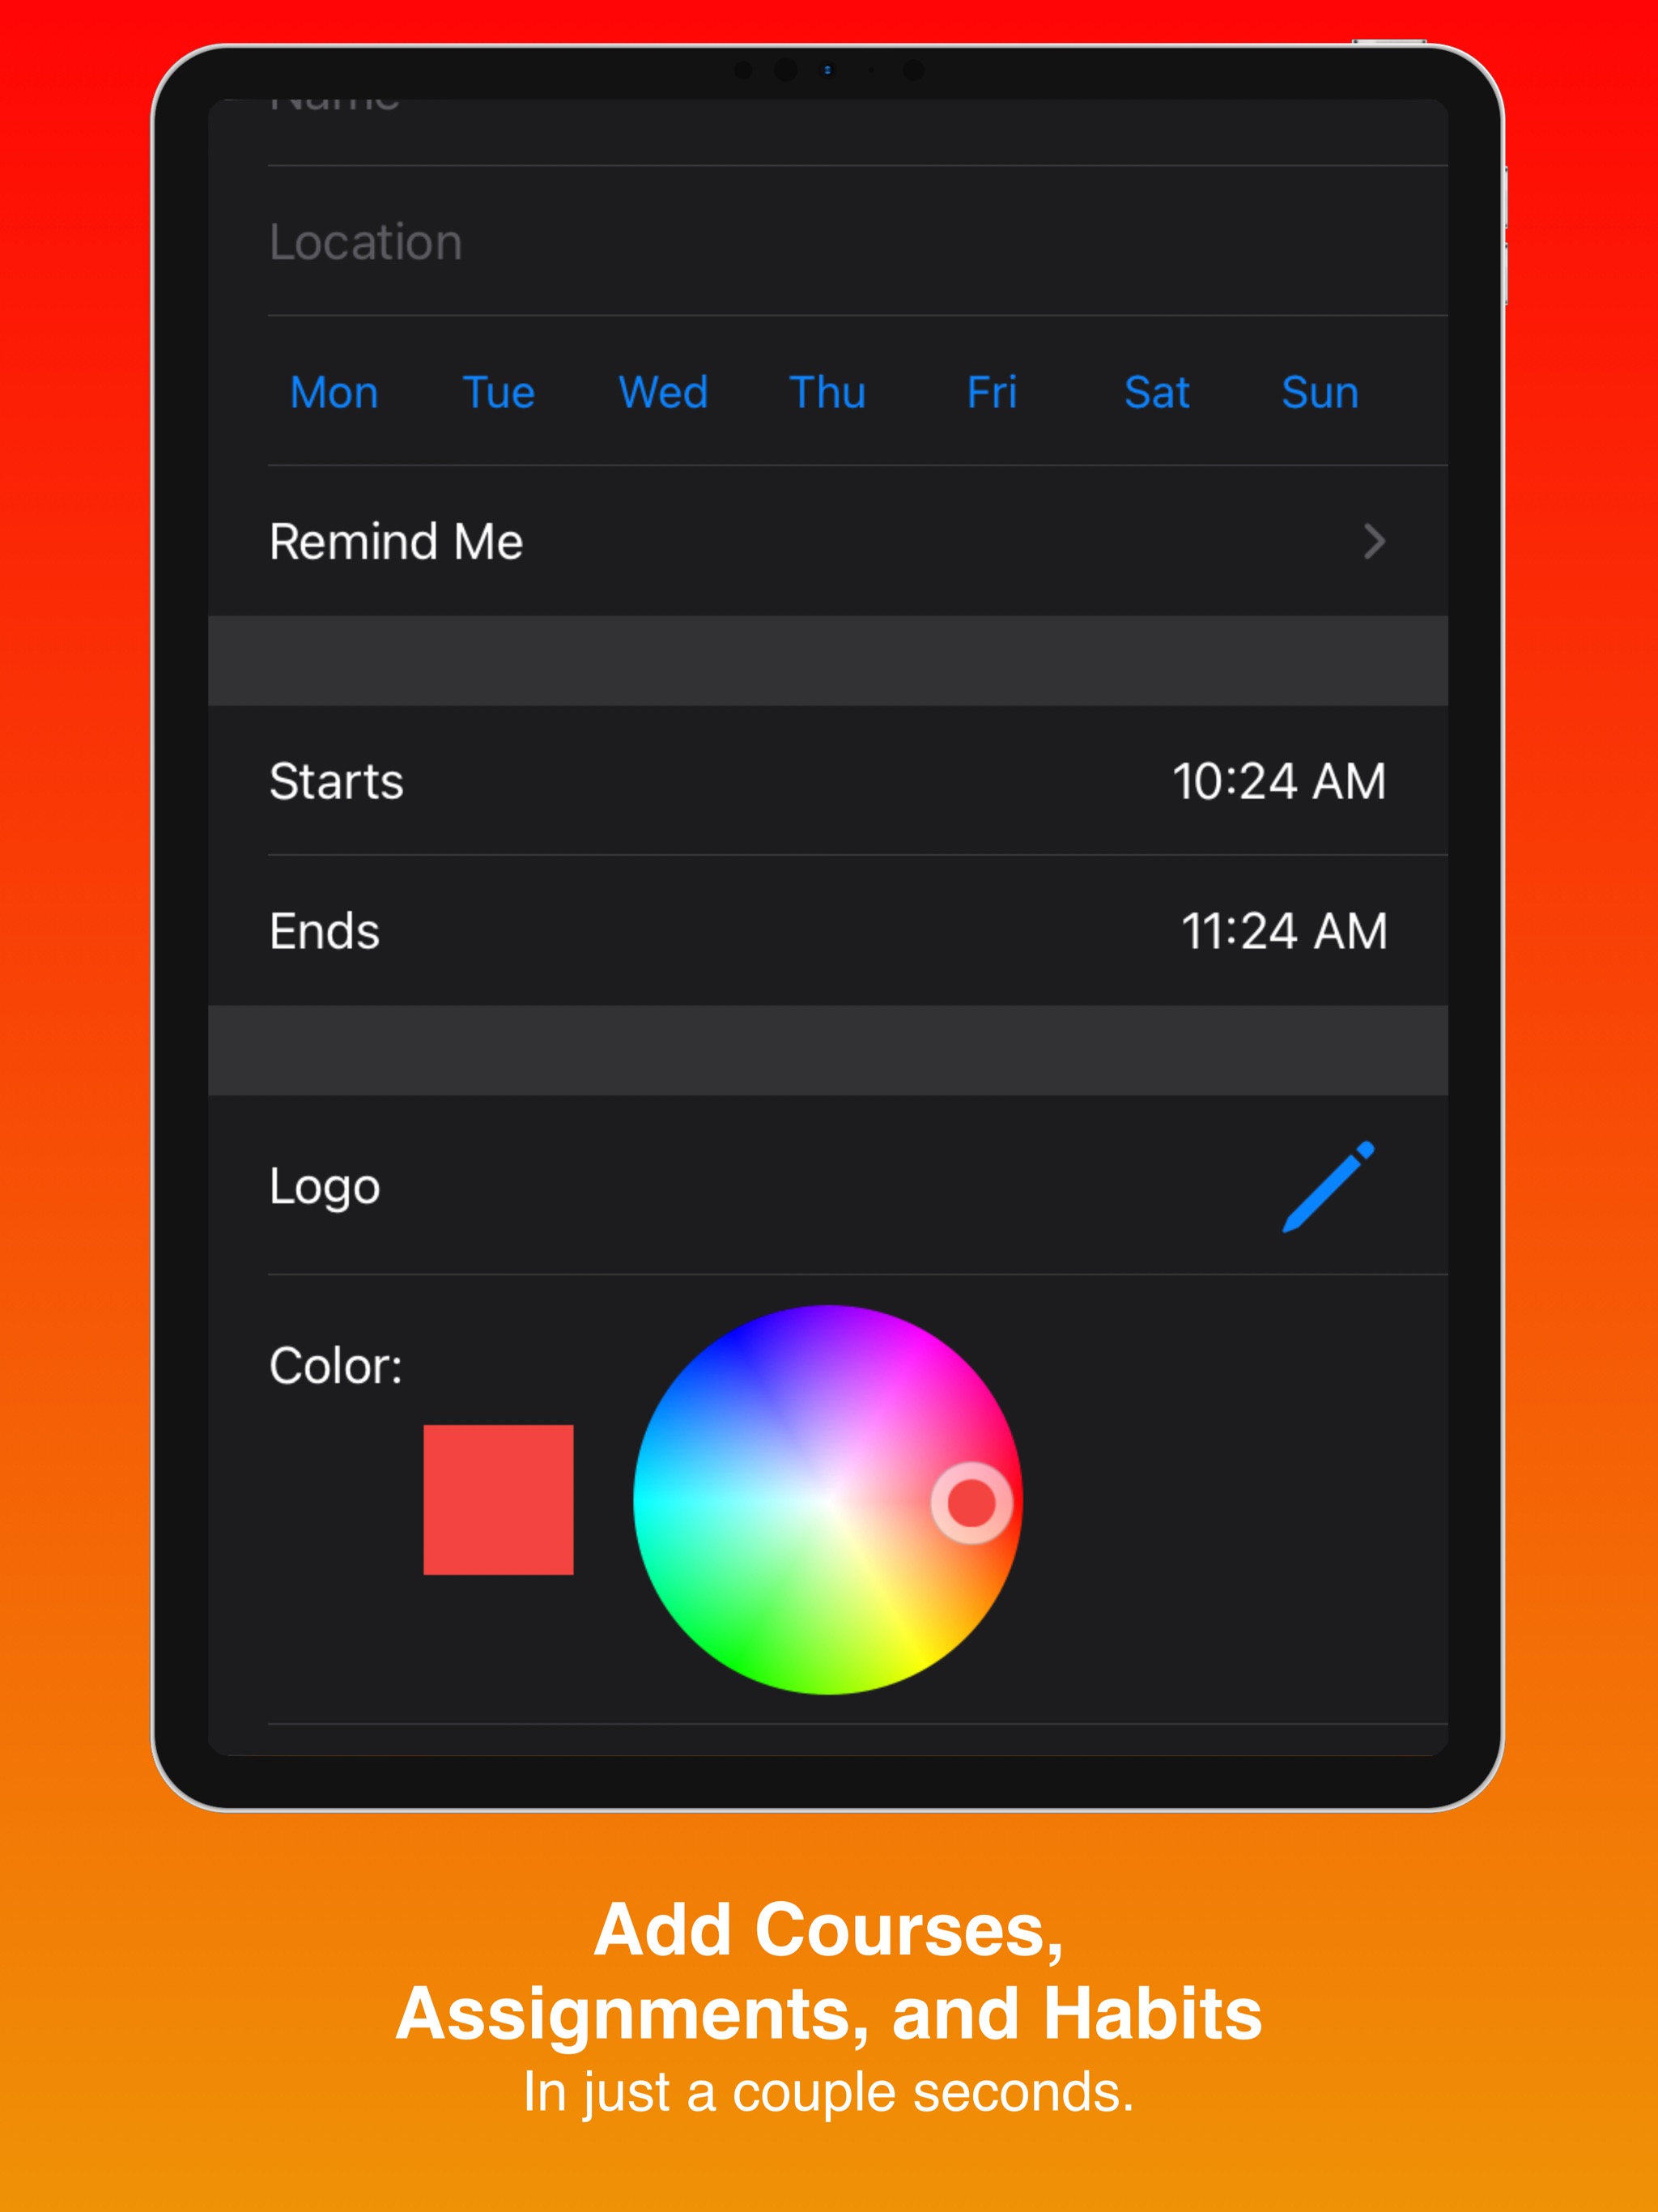 Name
Location
Mon Tue Wed Thu Fri Sat Sun
Remind Me
Starts 10:24 AM
Ends 11:24 AM
Logo
Color:
Add Courses,
Assignments, and Habits
In just a couple seconds.